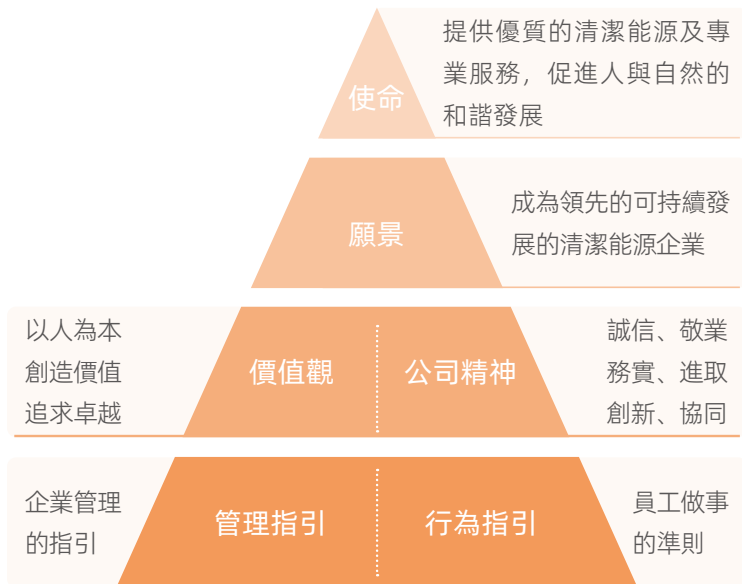 使命
提供優質的清潔能源及專
業服務，促進人與自然的
和諧發展
願景
成為領先的可持續發
展的清潔能源企業
以人為本
創造價值
追求卓越
價值觀
公司精神
誠信、敬業
務實、進取
創新、協同
企業管理
的指引
管理指引
行為指引
員工做事
的準則